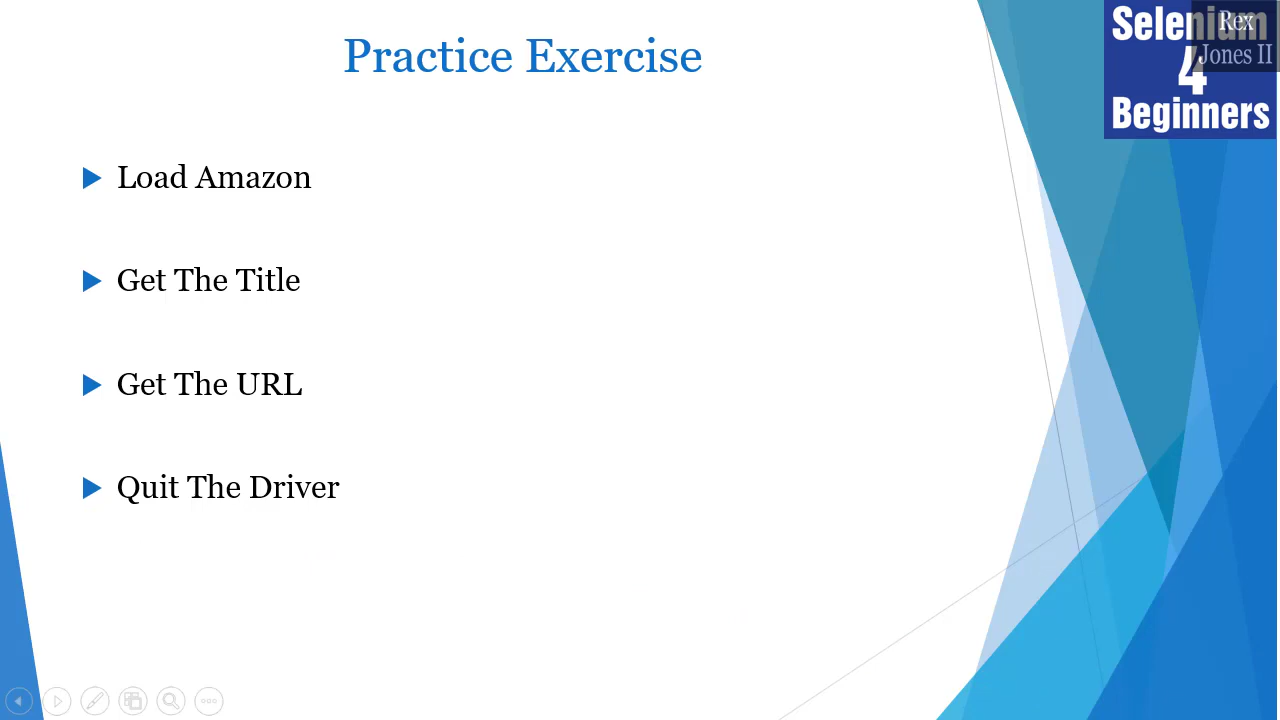 Practice Exercise
Selenium
4
Beginners
Rex
Jones II
Load Amazon
Get The Title
Get The URL
Quit The Driver